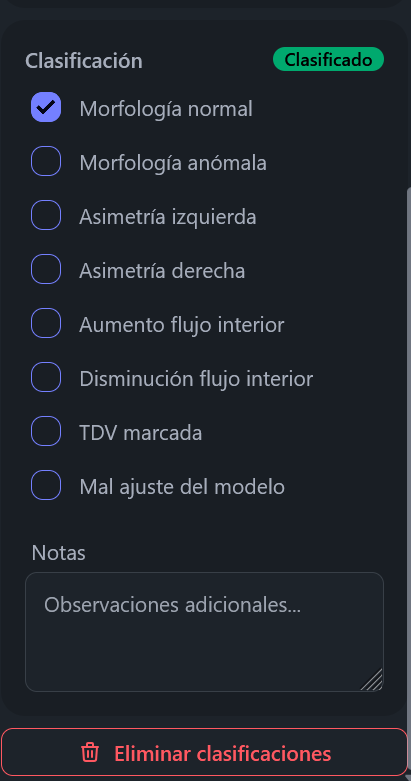 Clasificación
Clasificado
Morfología normal
Morfología anómala
Asimetría izquierda
Asimetría derecha
Aumento flujo interior
Disminución flujo interior
TDV marcada
Mal ajuste del modelo
Notas
Observaciones adicionales...
Eliminar clasificaciones